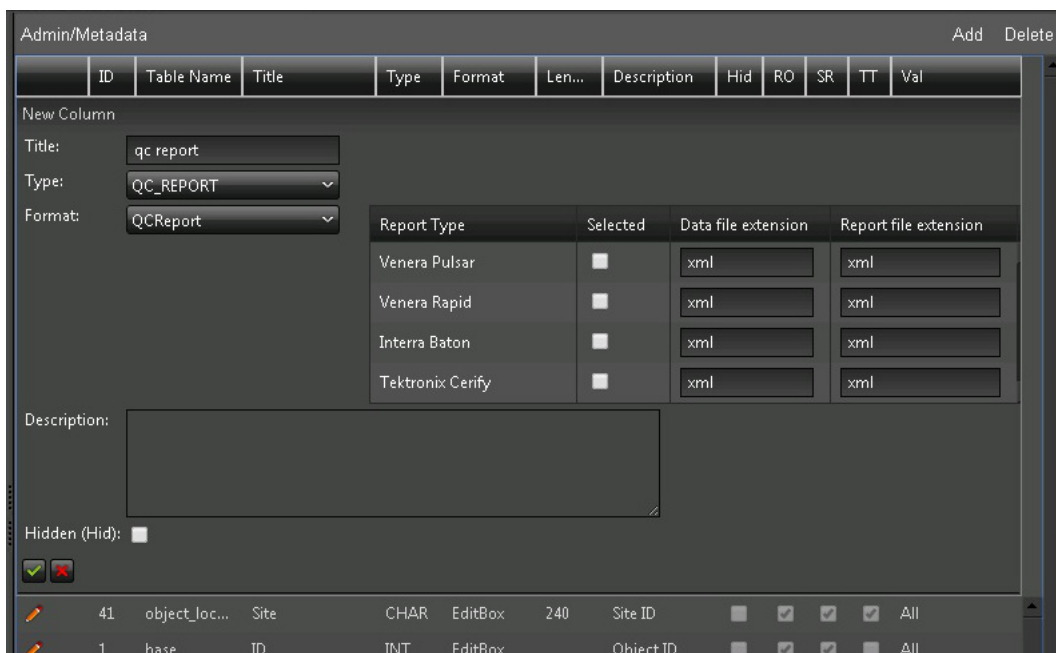 Admin/Metadata Add Delete
ID Table Name Title Type Format Len... Description Hid RO SR TT Val
New Column
Title: qc report
Type: QC_REPORT
Format: QCReport
Report Type Selected Data file extension Report file extension
Venera Pulsar xml xml
Venera Rapid xml xml
Interra Baton xml xml
Tektronix Cerify xml xml
Description:
Hidden (Hid):
41 object_loc... Site CHAR EditBox 240 Site ID All
1 base ID INT EditBox Object ID All